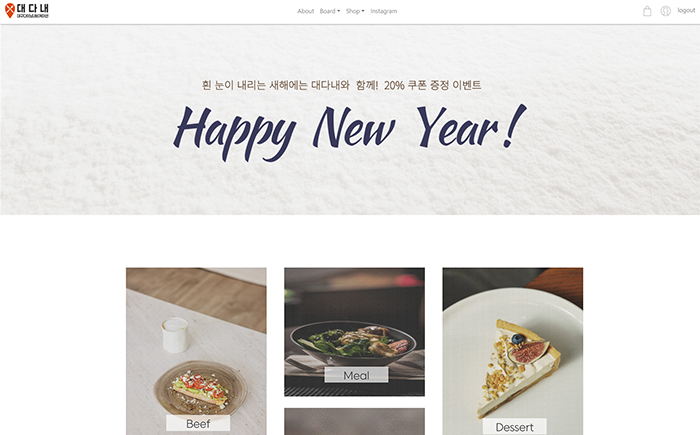 대다내
About Board Shop Instagram logout
흰 눈이 내리는 새해에는 대다내와 함께! 20% 쿠폰 증정 이벤트
Happy New Year!
Beef
Meal
Dessert